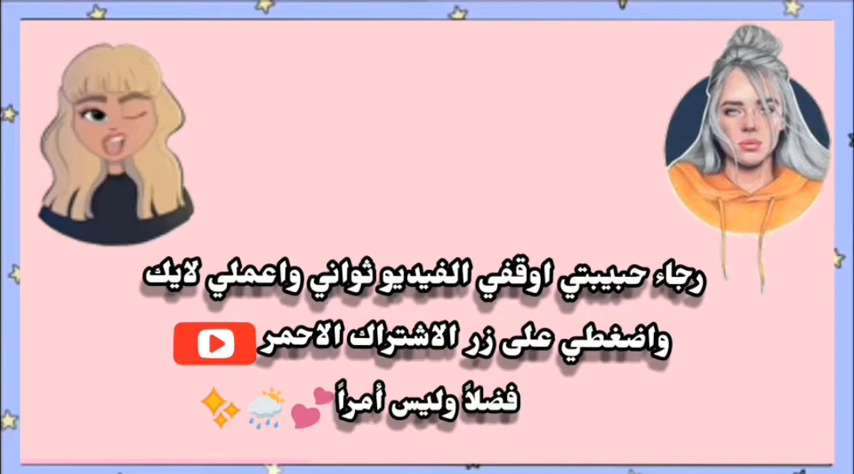 رجاء حبيبتي اوقفي الفيديو ثواني واعملي لايك
واضغطي على زر الاشتراك الاحمر
فضلاً وليس أمراً